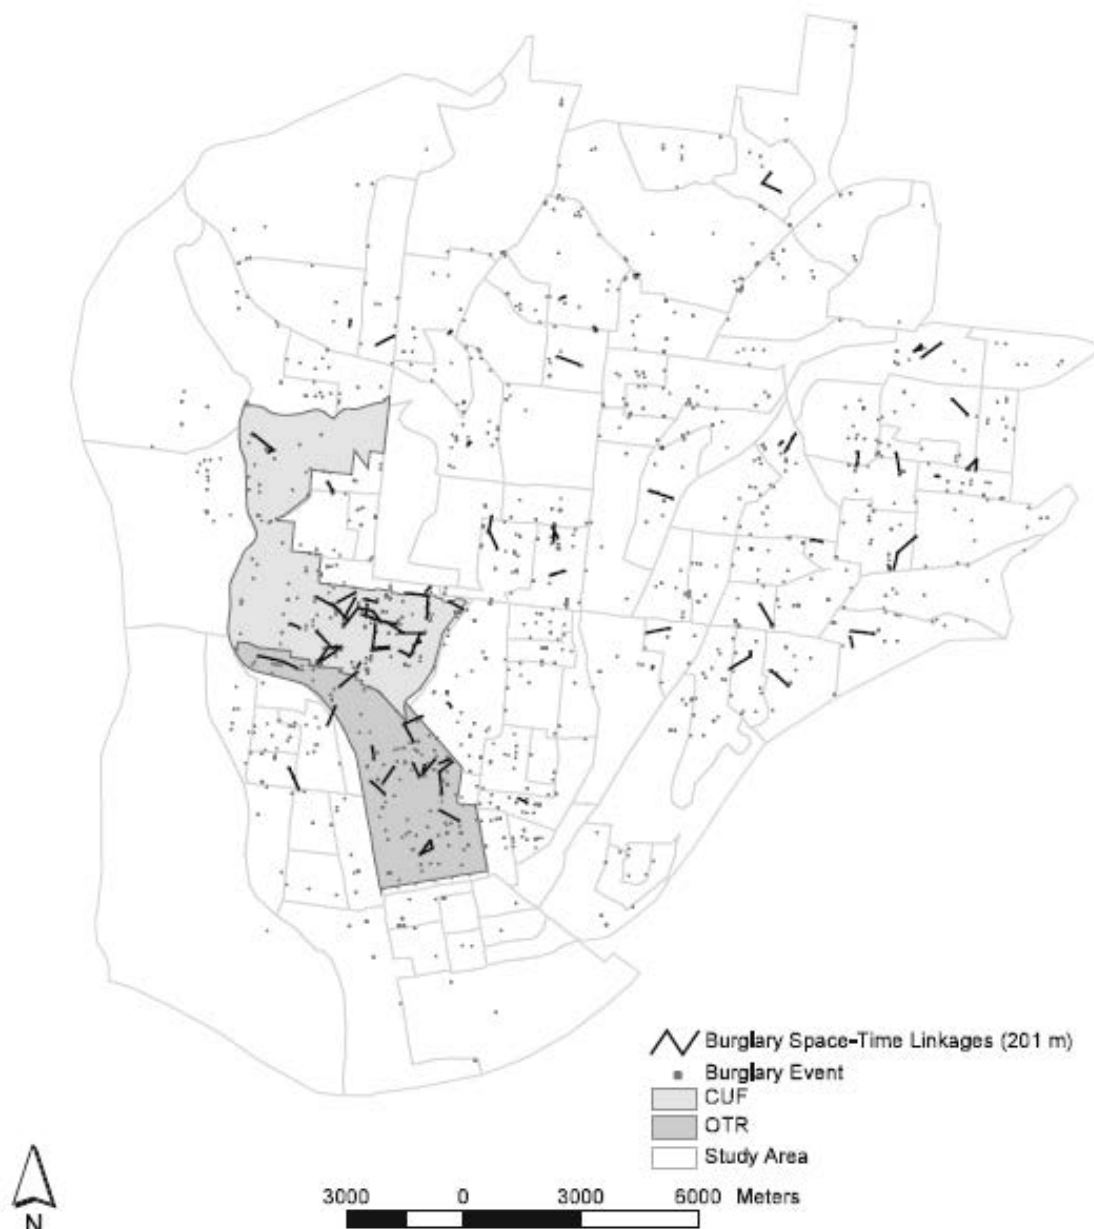 Burglary Space-Time Linkages (201 m)
Burglary Event
CUF
OTR
Study Area
3000 0 3000 6000 Meters
N